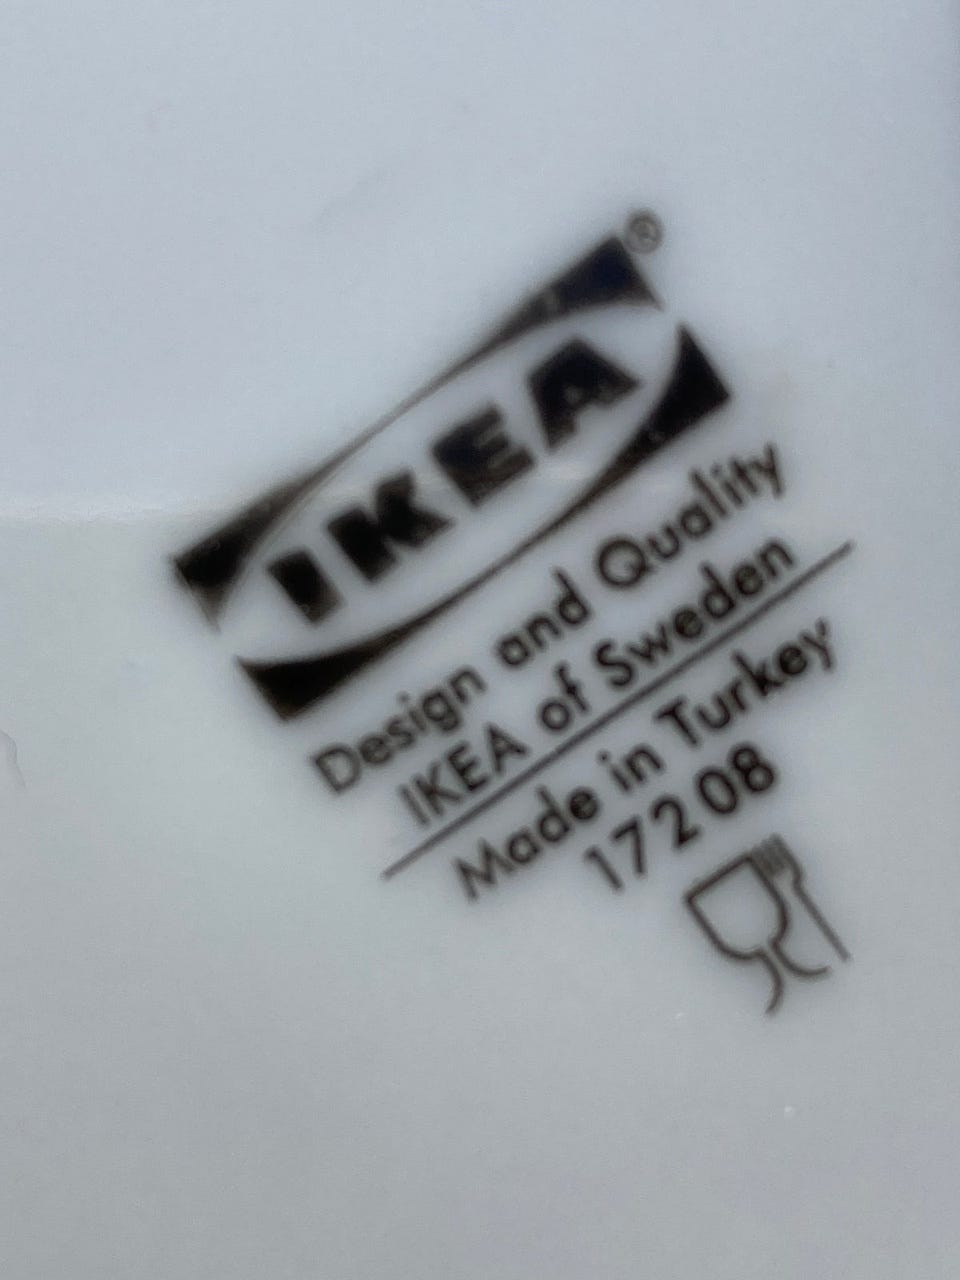 IKEA®
Design and Quality
IKEA of Sweden
Made in Turkey
17208